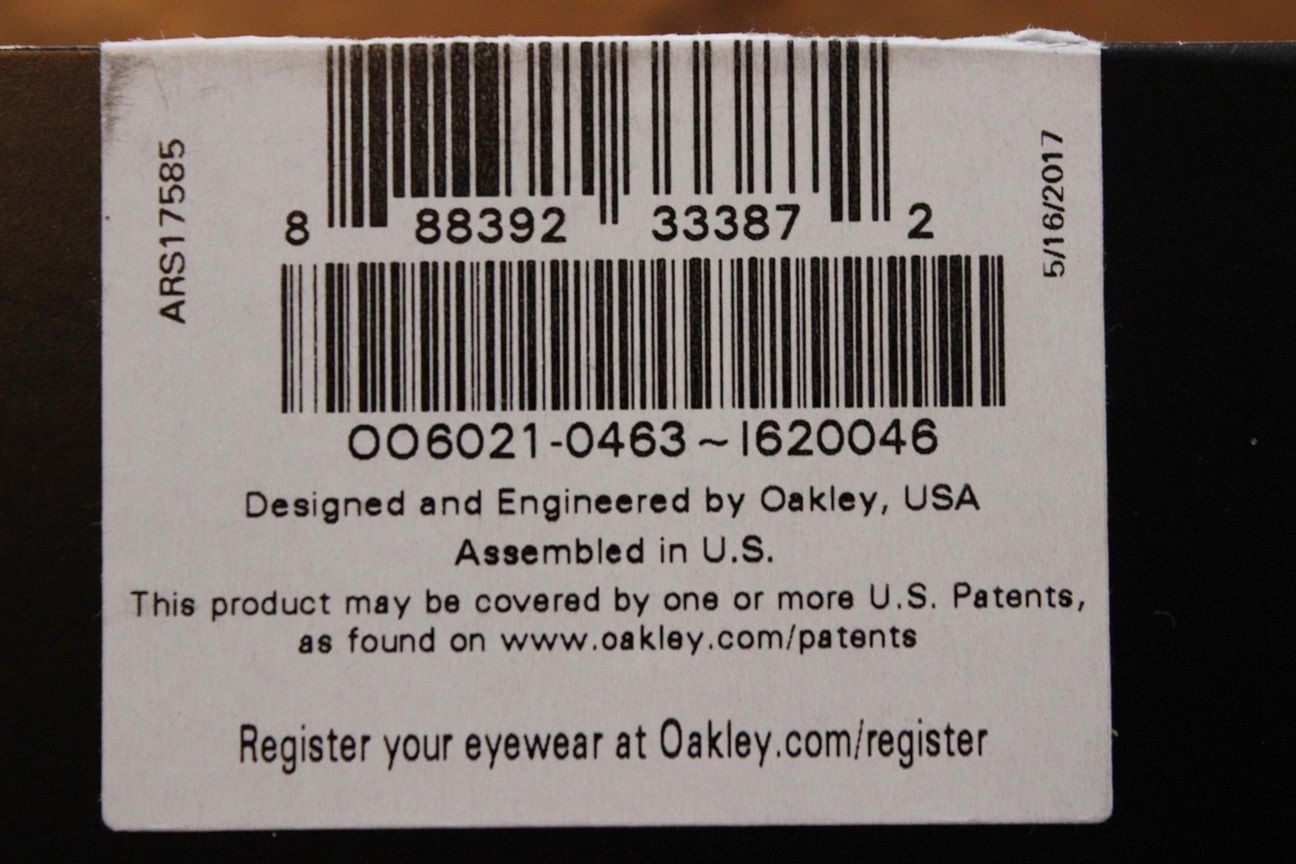 ARS17585
5/16/2017
8 88392 33387 2
OO6021-0463~I620046
Designed and Engineered by Oakley, USA
Assembled in U.S.
This product may be covered by one or more U.S. Patents,
as found on www.oakley.com/patents
Register your eyewear at Oakley.com/register